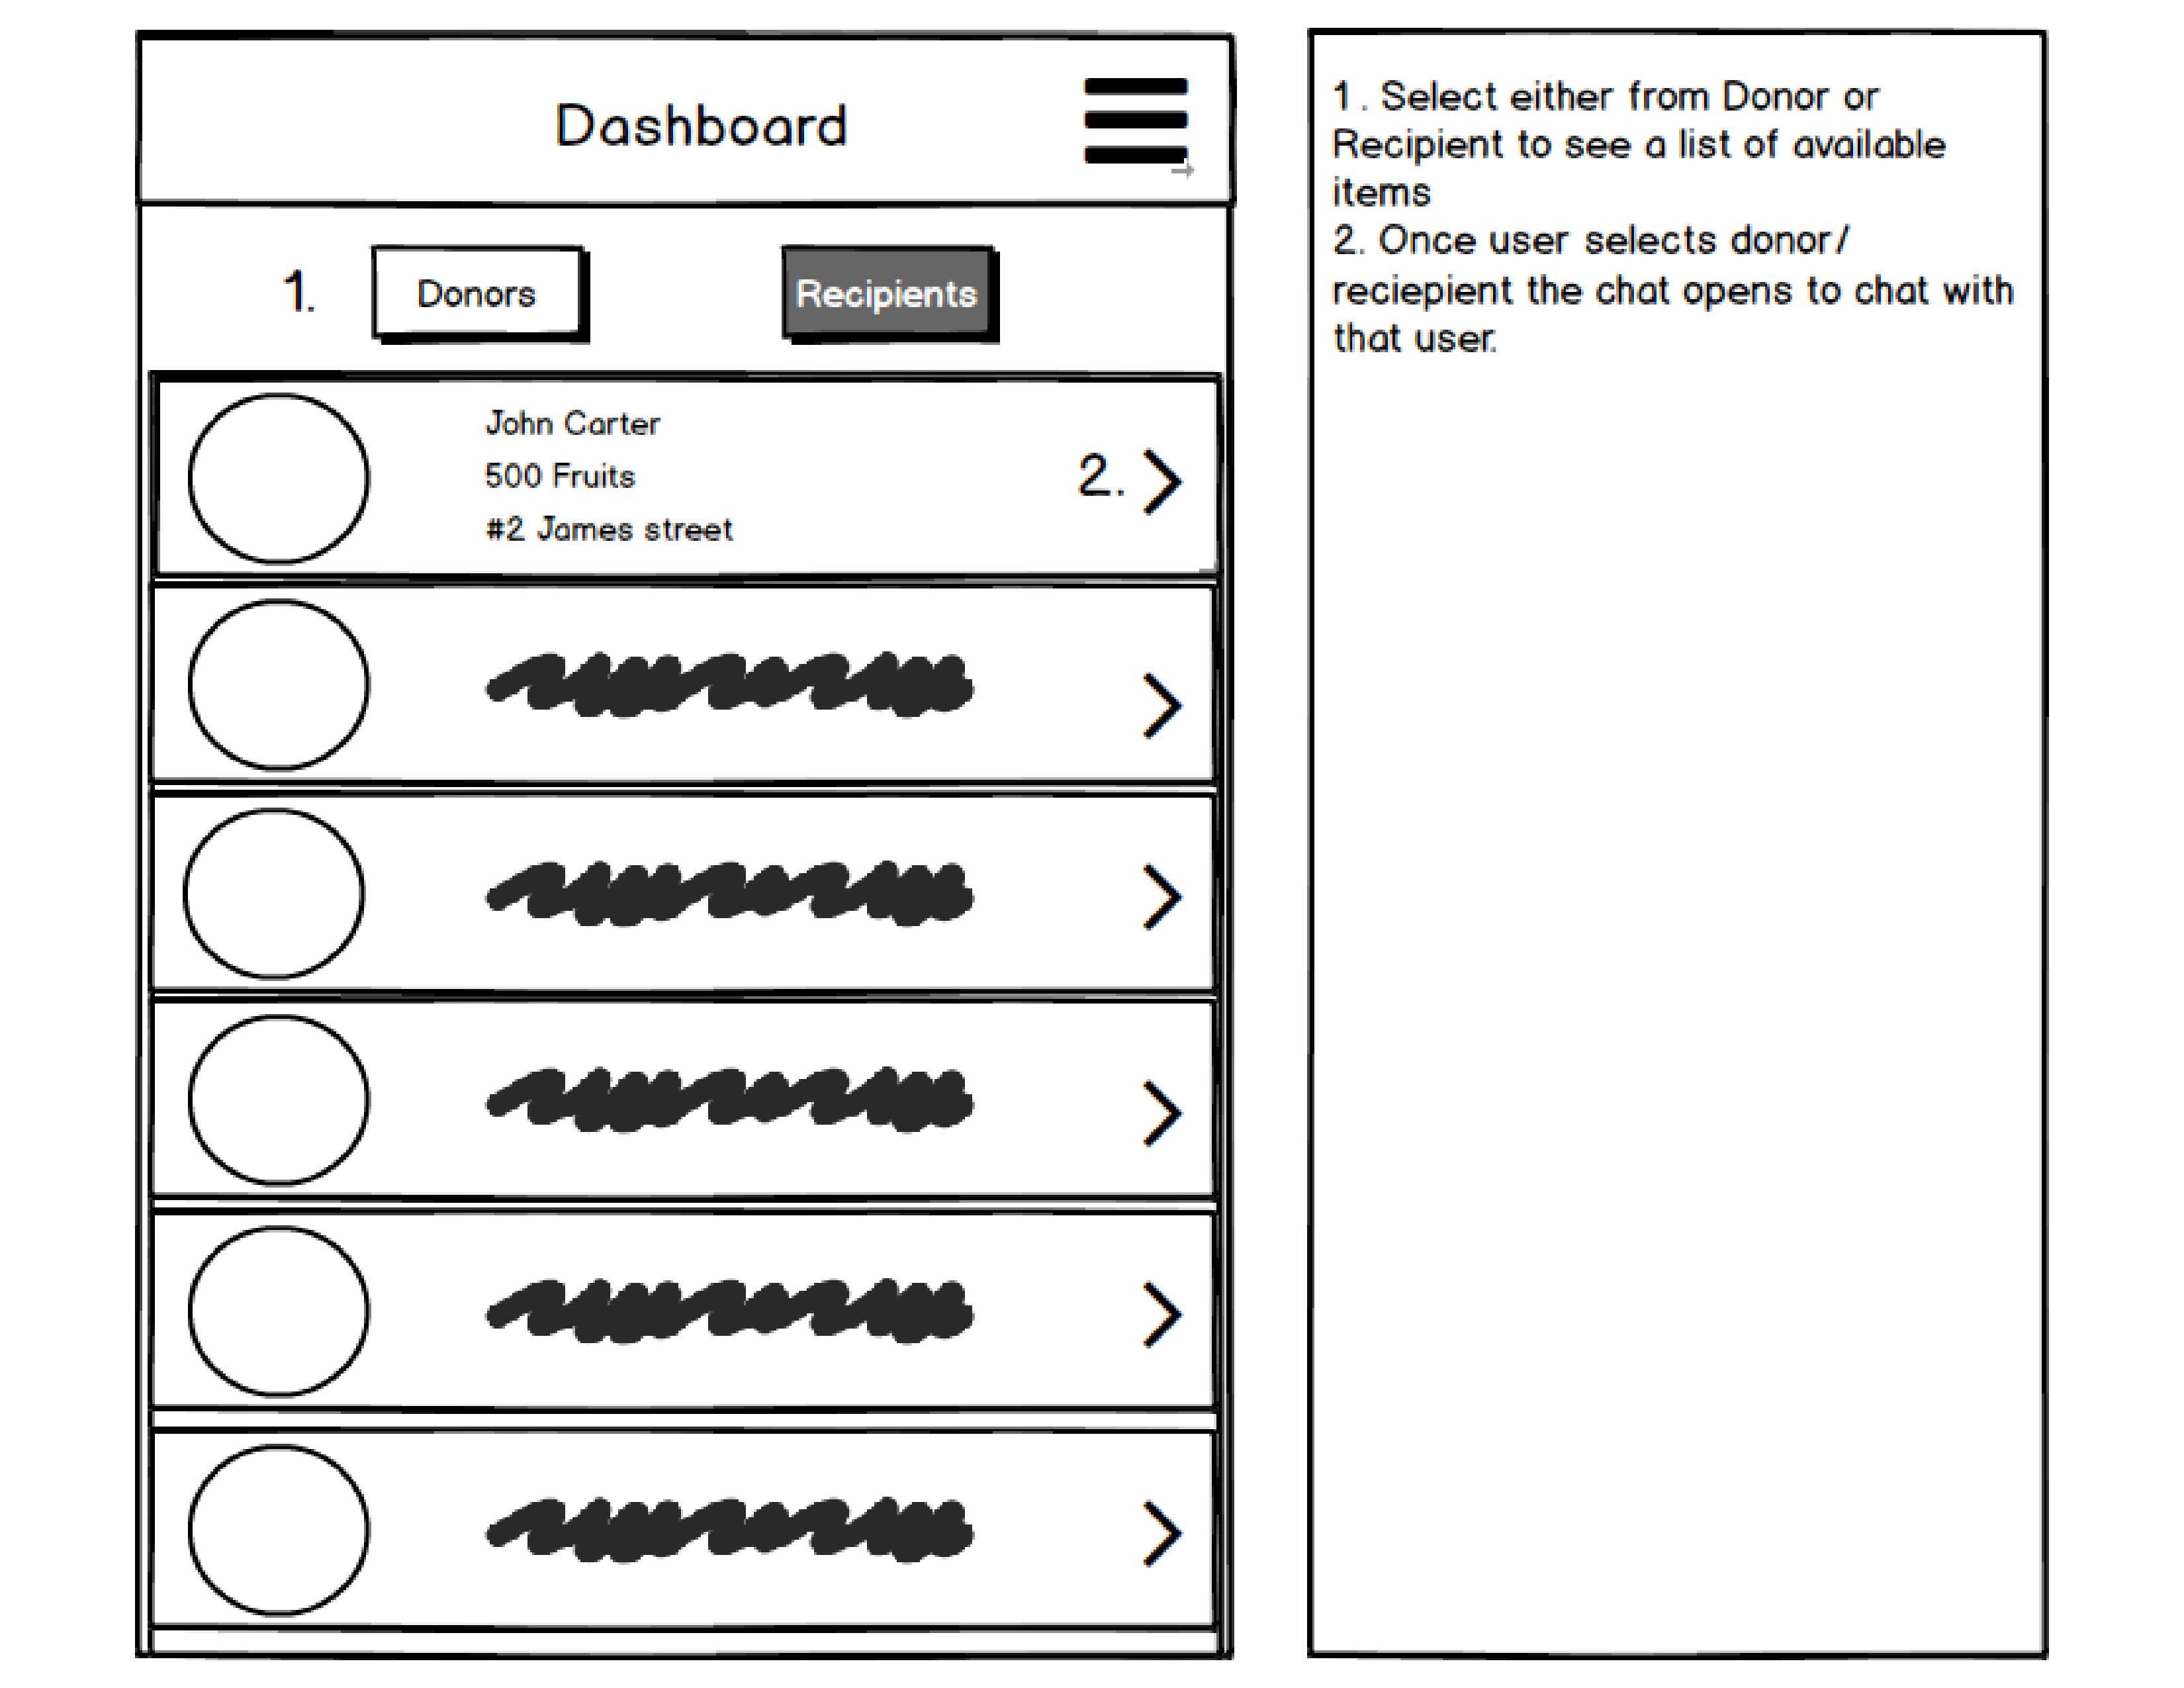 Dashboard
1.
Donors
Recipients
John Carter
500 Fruits
#2 James street
2.
1. Select either from Donor or
Recipient to see a list of available
items
2. Once user selects donor/
reciepient the chat opens to chat with
that user.